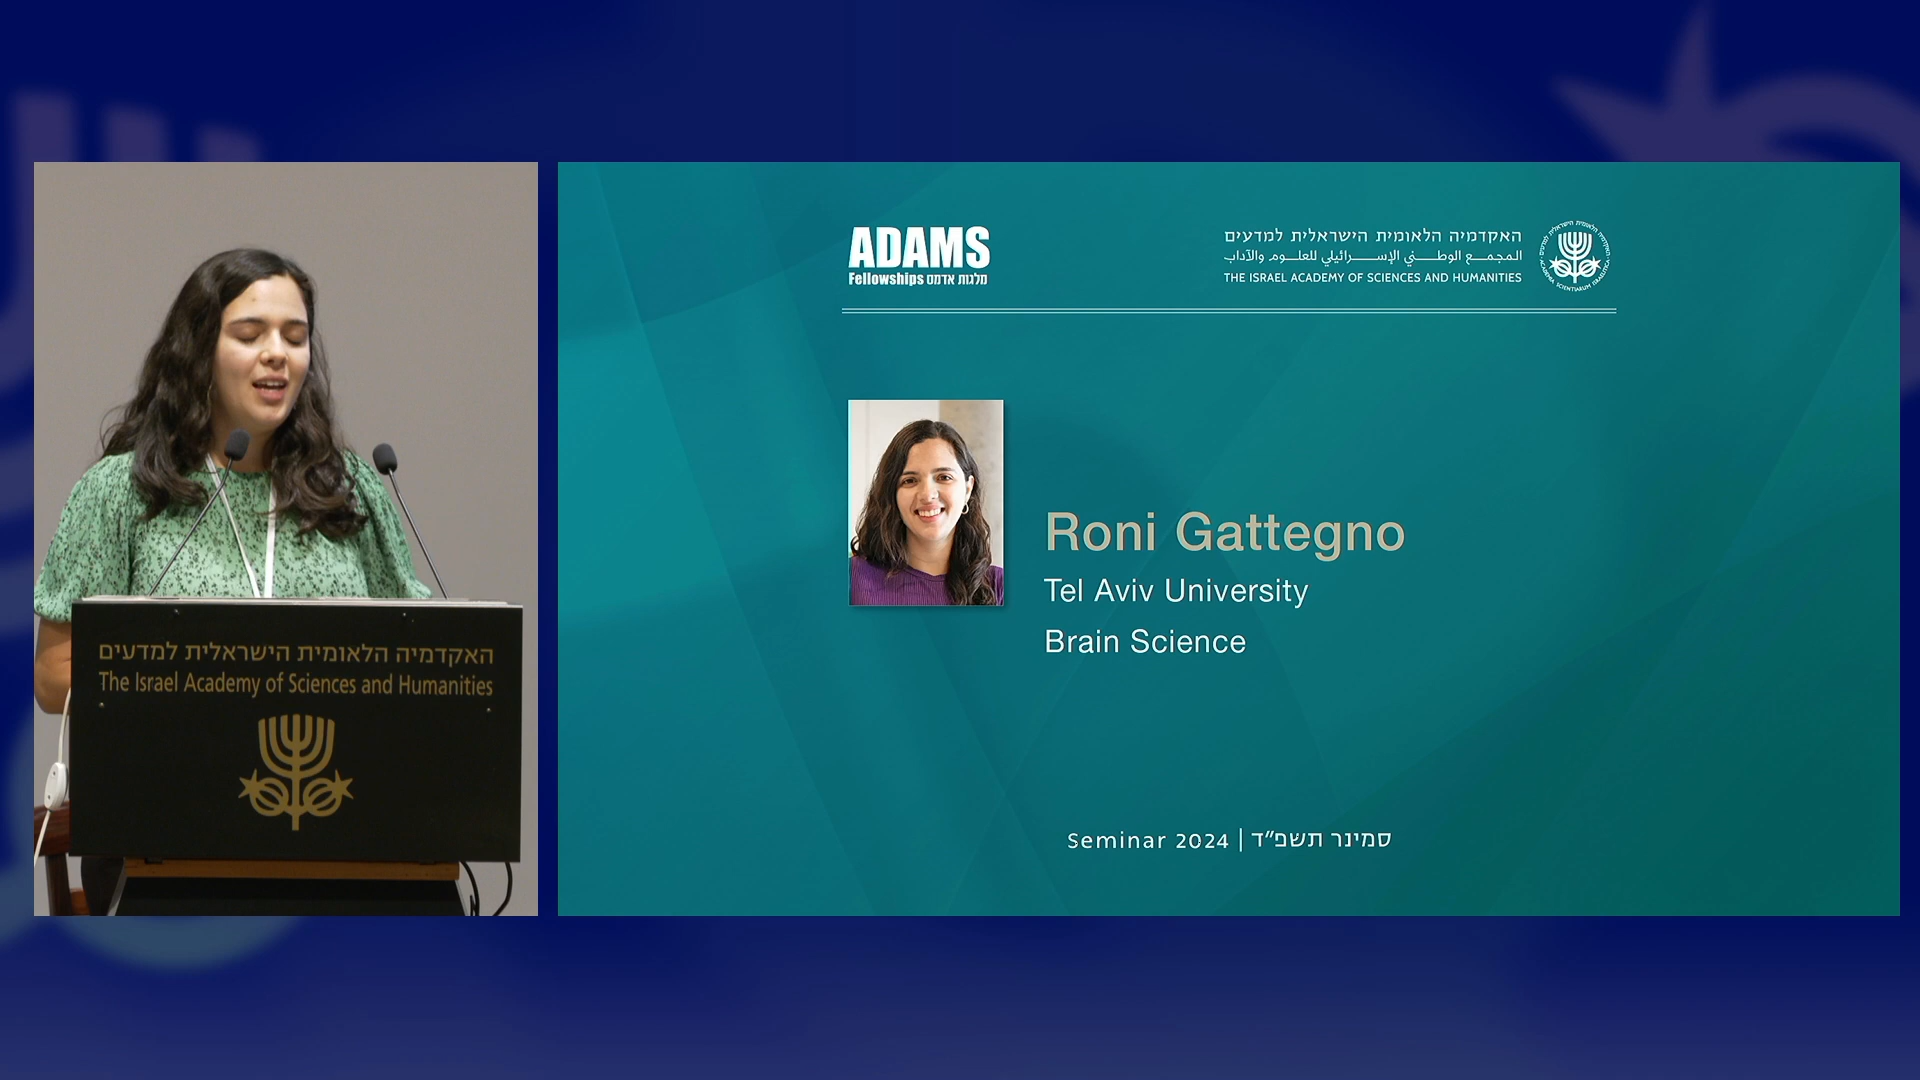 האקדמיה הלאומית הישראלית למדעים
The Israel Academy of Sciences and Humanities
ADAMS
Fellowships מלגות אדמס
האקדמיה הלאומית הישראלית למדעים
المجمع الوطني الإسرائيلي للعلوم والآداب
THE ISRAEL ACADEMY OF SCIENCES AND HUMANITIES
Roni Gattegno
Tel Aviv University
Brain Science
Seminar 2024 | סמינר תשפ״ד